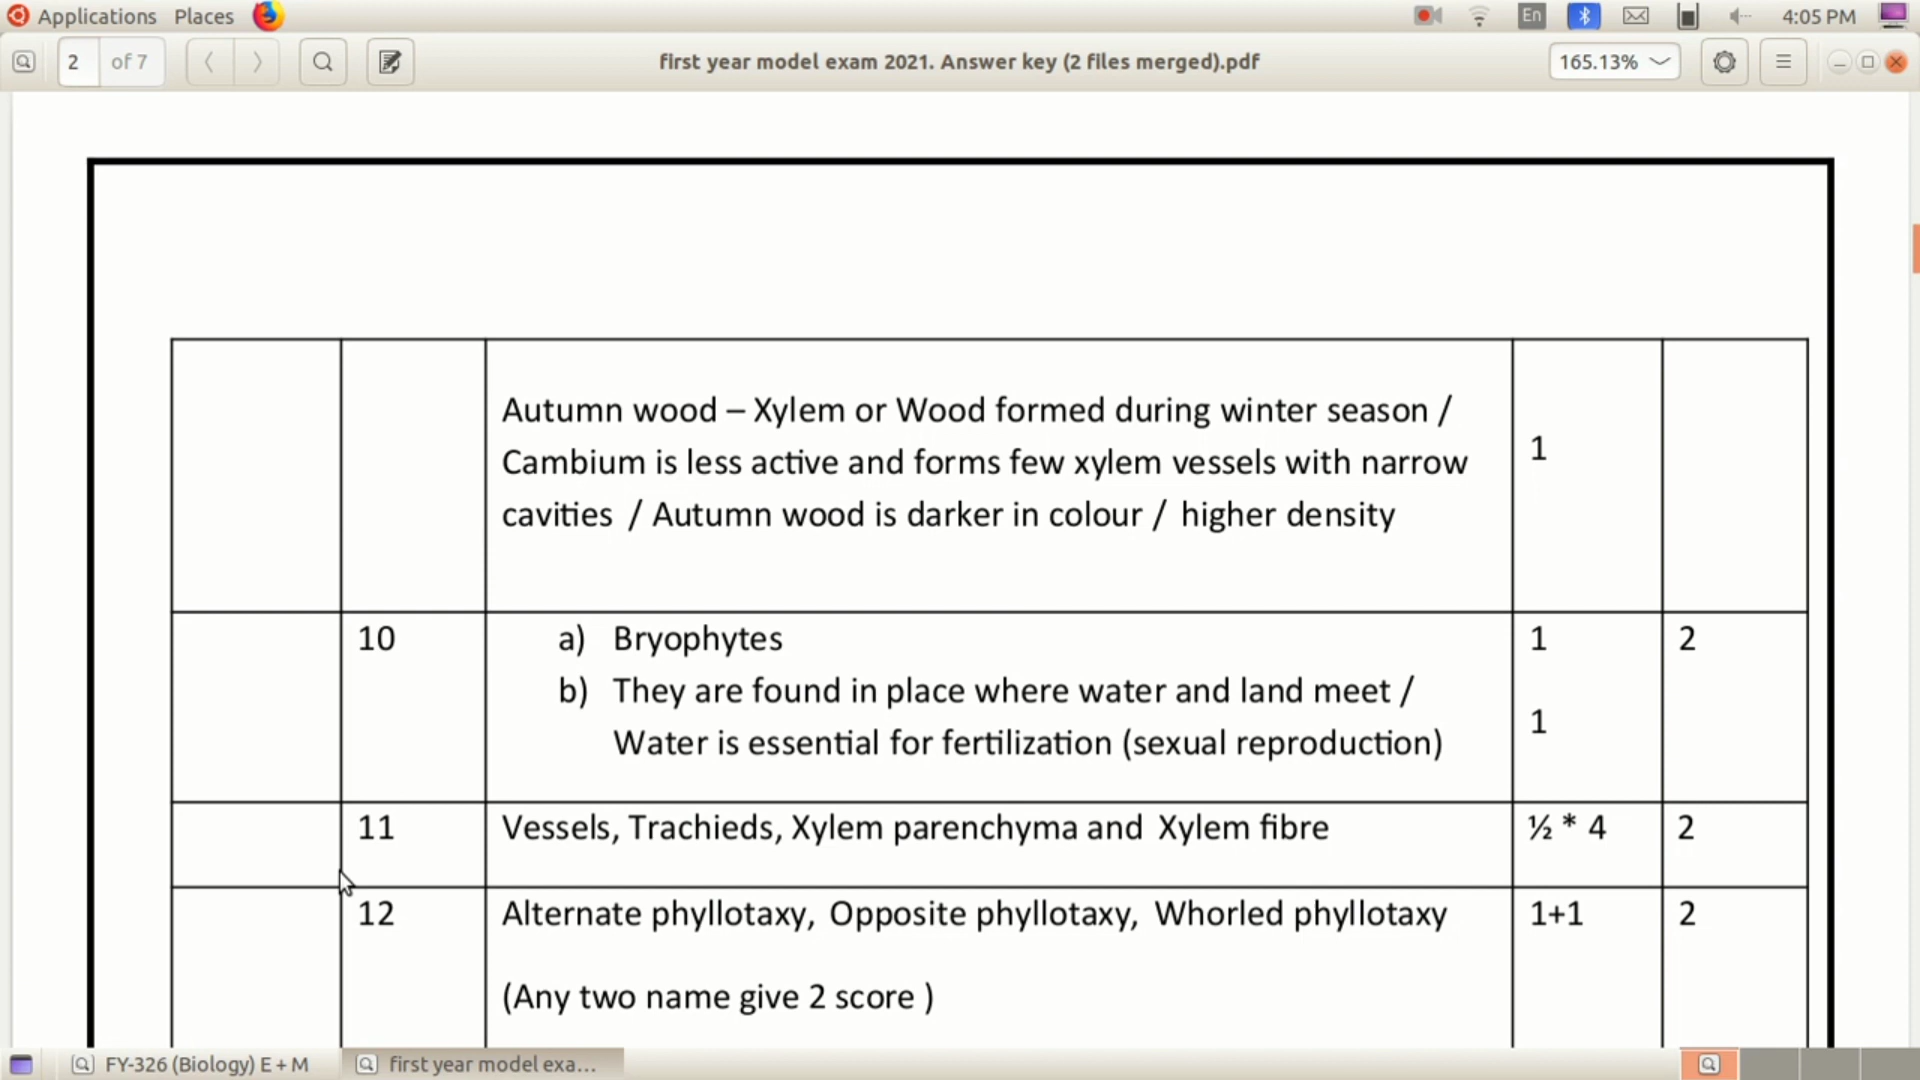 Applications Places En 4:05 PM
2 of 7 first year model exam 2021. Answer key (2 files merged).pdf 165.13%
Autumn wood – Xylem or Wood formed during winter season /
Cambium is less active and forms few xylem vessels with narrow
cavities / Autumn wood is darker in colour / higher density
1
10 a) Bryophytes 1 2
b) They are found in place where water and land meet /
Water is essential for fertilization (sexual reproduction)
1
11 Vessels, Trachieds, Xylem parenchyma and Xylem fibre ½ * 4 2
12 Alternate phyllotaxy, Opposite phyllotaxy, Whorled phyllotaxy 1+1 2
(Any two name give 2 score )
FY-326 (Biology) E + M first year model exa...